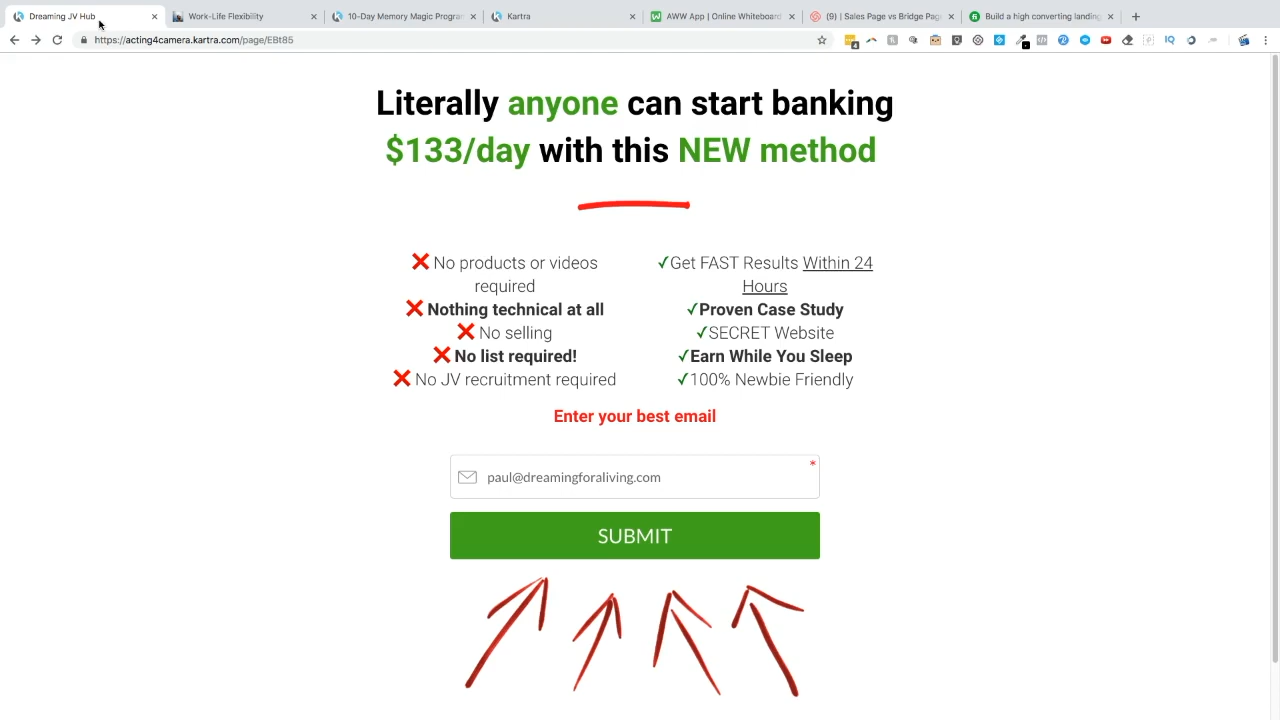 Dreaming JV Hub
Work-Life Flexibility
10-Day Memory Magic Program
Kartra
AWW App | Online Whiteboard
(9) | Sales Page vs Bridge Page
Build a high converting landing
https://acting4camera.kartra.com/page/EBt85
Literally anyone can start banking
$133/day with this NEW method
❌ No products or videos
required
❌ Nothing technical at all
❌ No selling
❌ No list required!
❌ No JV recruitment required
✓Get FAST Results Within 24
Hours
✓Proven Case Study
✓SECRET Website
✓Earn While You Sleep
✓100% Newbie Friendly
Enter your best email
paul@dreamingforaliving.com
*
SUBMIT